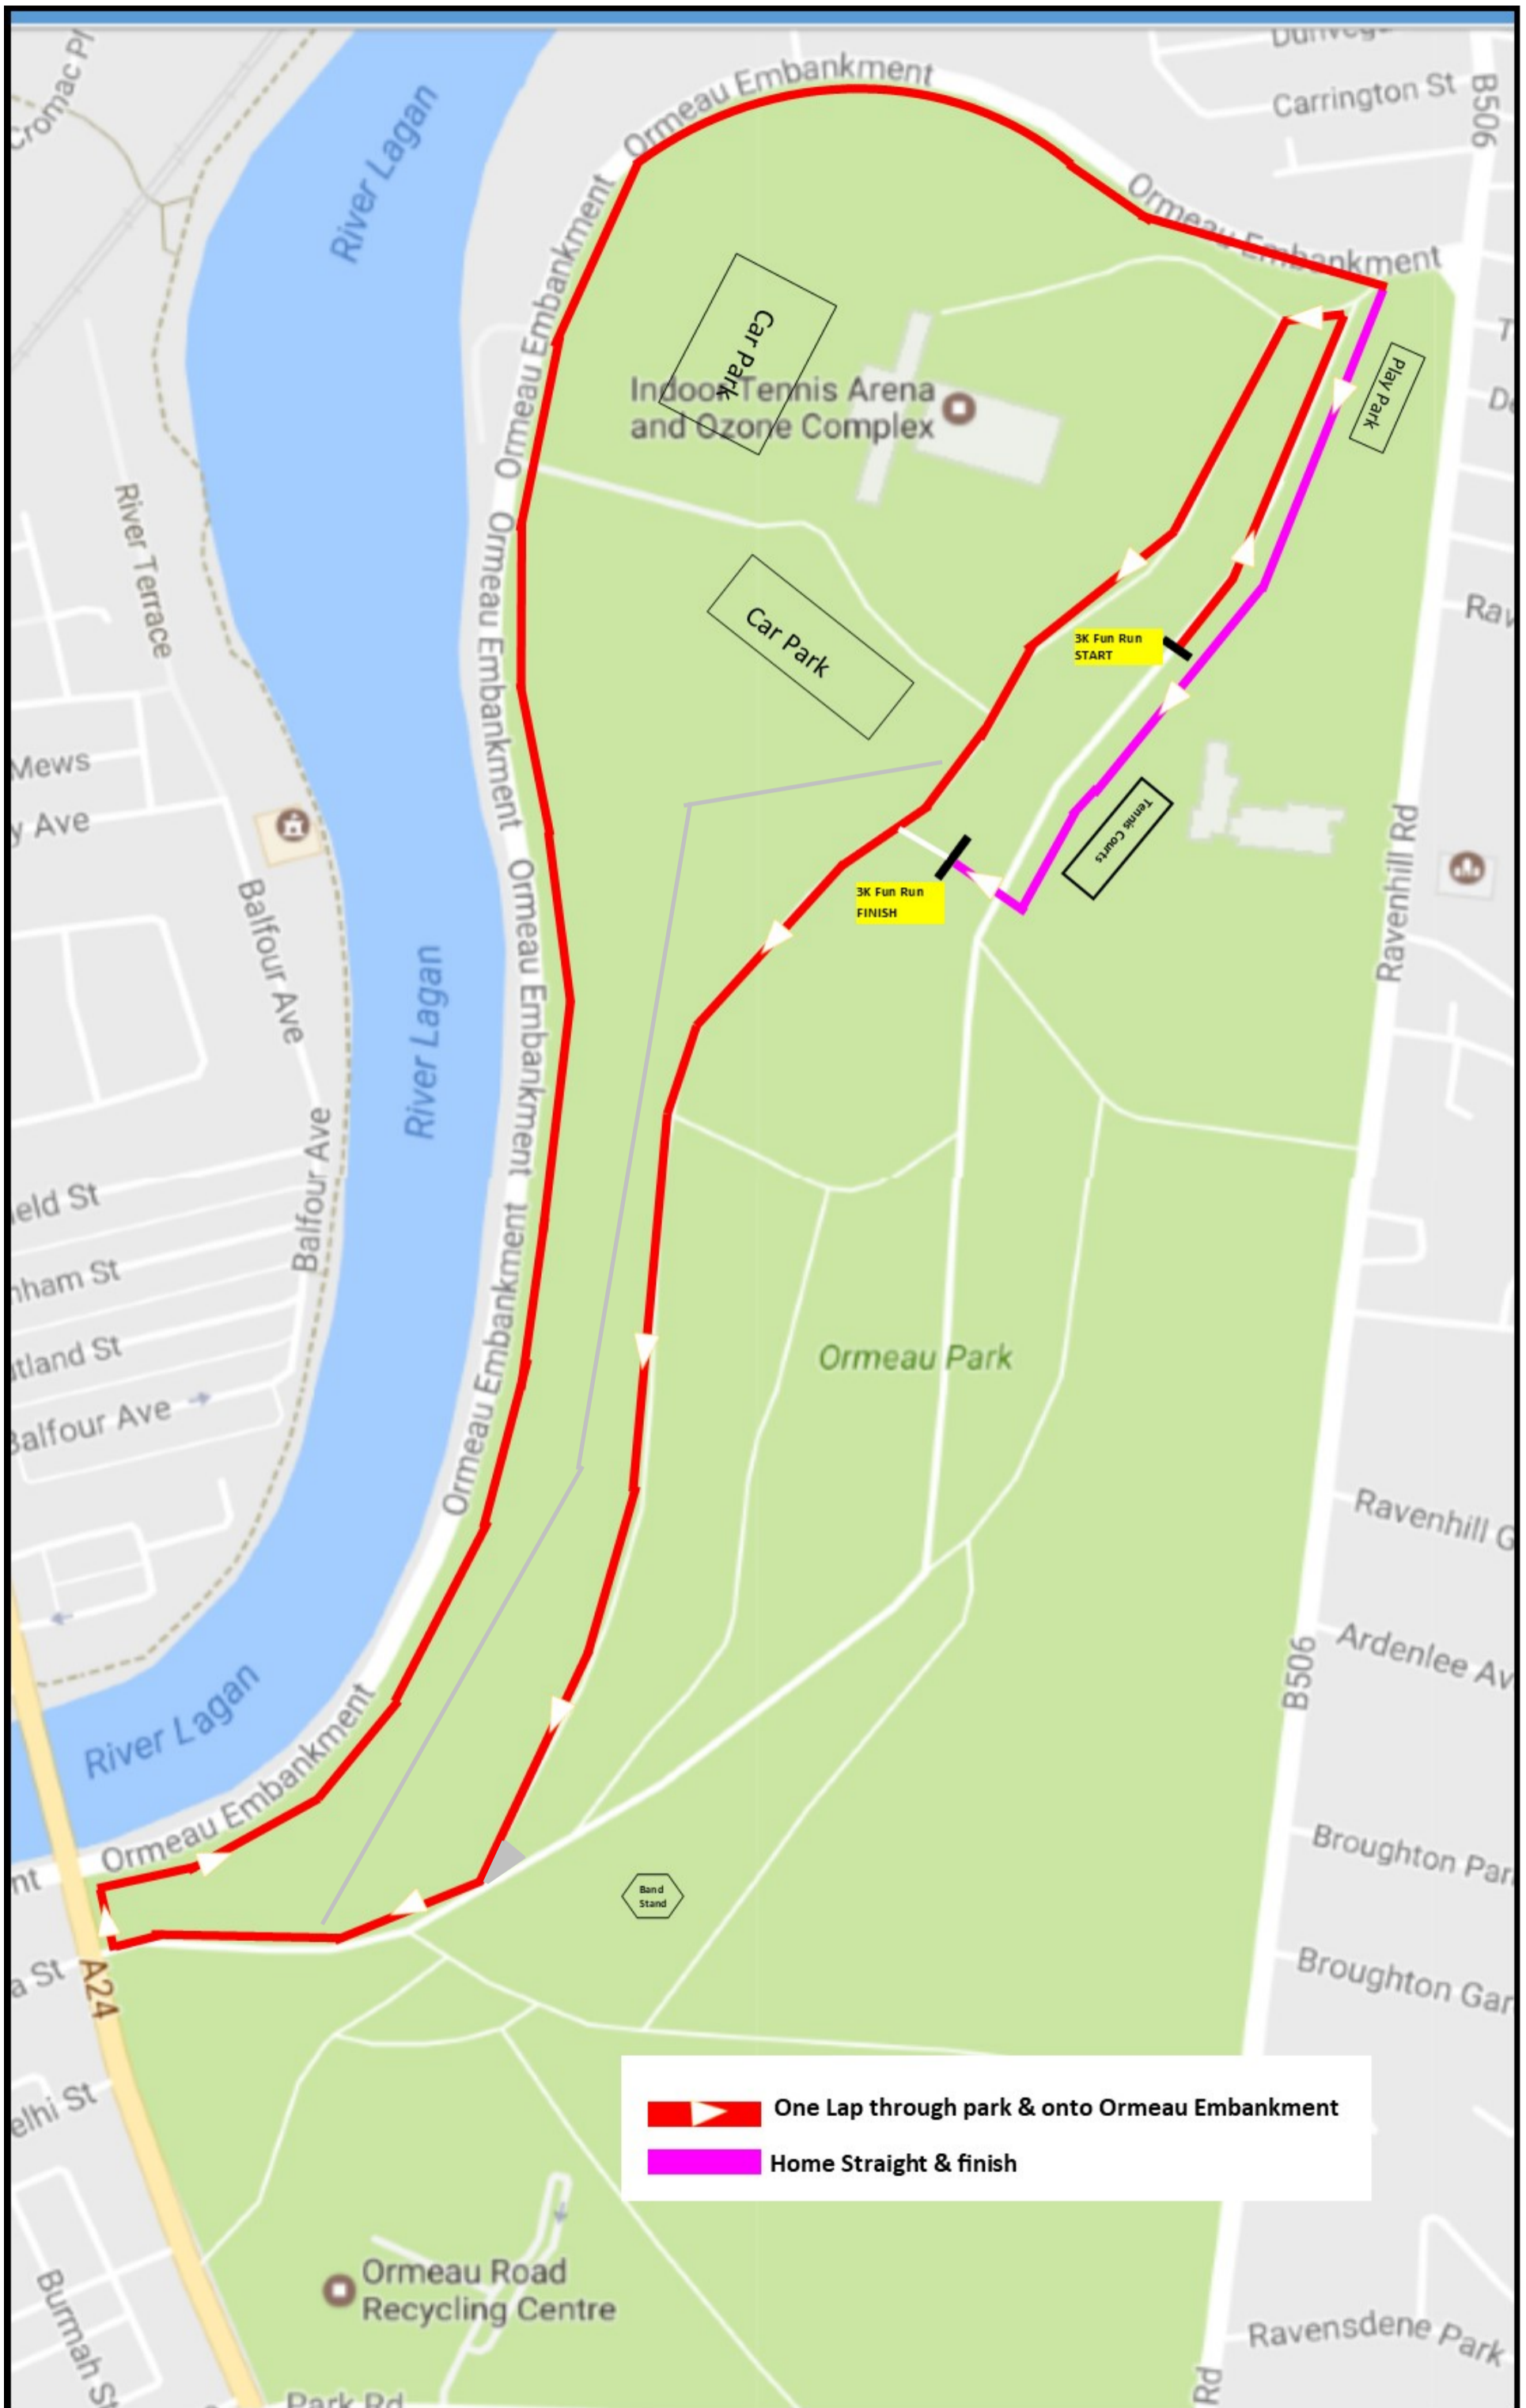 Cromac Pl
River Lagan
Ormeau Embankment
Carrington St
B506
Ormeau Embankment
Ormeau Embankment
Car Park
Indoor Tennis Arena
and Ozone Complex
Play Park
Ormeau Embankment
River Terrace
Car Park
3K Fun Run
START
Mews
y Ave
Tennis Courts
Ravenhill Rd
3K Fun Run
FINISH
Balfour Ave
Ormeau Embankment
River Lagan
Balfour Ave
ield St
nham St
utland St
Balfour Ave
Ormeau Embankment
Ormeau Park
Ravenhill G
Ardenlee Av
B506
River Lagan
Ormeau Embankment
Broughton Par
nt
Band
Stand
a St
A24
Broughton Gar
elhi St
One Lap through park & onto Ormeau Embankment
Home Straight & finish
Ormeau Road
Recycling Centre
Burmah St
Ravensdene Park
Park Rd
Rd